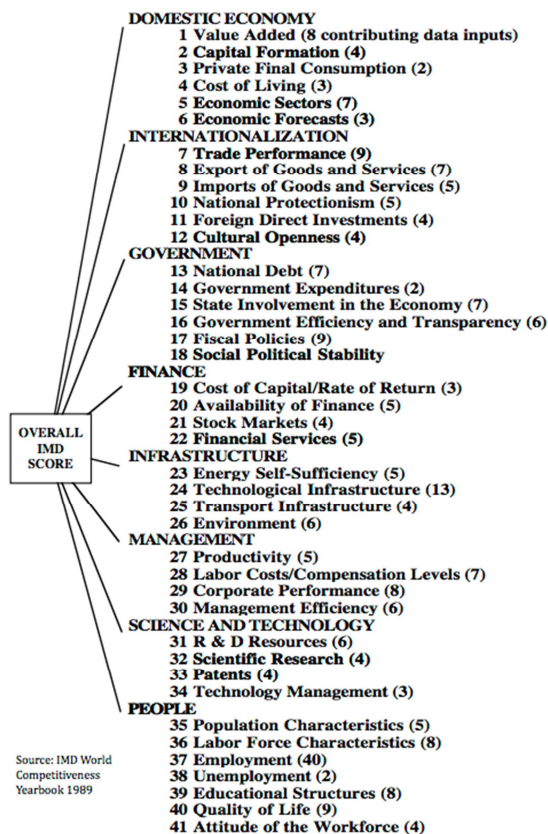 DOMESTIC ECONOMY
1 Value Added (8 contributing data inputs)
2 Capital Formation (4)
3 Private Final Consumption (2)
4 Cost of Living (3)
5 Economic Sectors (7)
6 Economic Forecasts (3)
INTERNATIONALIZATION
7 Trade Performance (9)
8 Export of Goods and Services (7)
9 Imports of Goods and Services (5)
10 National Protectionism (5)
11 Foreign Direct Investments (4)
12 Cultural Openness (4)
GOVERNMENT
13 National Debt (7)
14 Government Expenditures (2)
15 State Involvement in the Economy (7)
16 Government Efficiency and Transparency (6)
17 Fiscal Policies (9)
18 Social Political Stability
FINANCE
19 Cost of Capital/Rate of Return (3)
20 Availability of Finance (5)
21 Stock Markets (4)
22 Financial Services (5)
OVERALL
IMD
SCORE
INFRASTRUCTURE
23 Energy Self-Sufficiency (5)
24 Technological Infrastructure (13)
25 Transport Infrastructure (4)
26 Environment (6)
MANAGEMENT
27 Productivity (5)
28 Labor Costs/Compensation Levels (7)
29 Corporate Performance (8)
30 Management Efficiency (6)
SCIENCE AND TECHNOLOGY
31 R & D Resources (6)
32 Scientific Research (4)
33 Patents (4)
34 Technology Management (3)
PEOPLE
35 Population Characteristics (5)
36 Labor Force Characteristics (8)
37 Employment (40)
38 Unemployment (2)
39 Educational Structures (8)
40 Quality of Life (9)
41 Attitude of the Workforce (4)
Source: IMD World
Competitiveness
Yearbook 1989